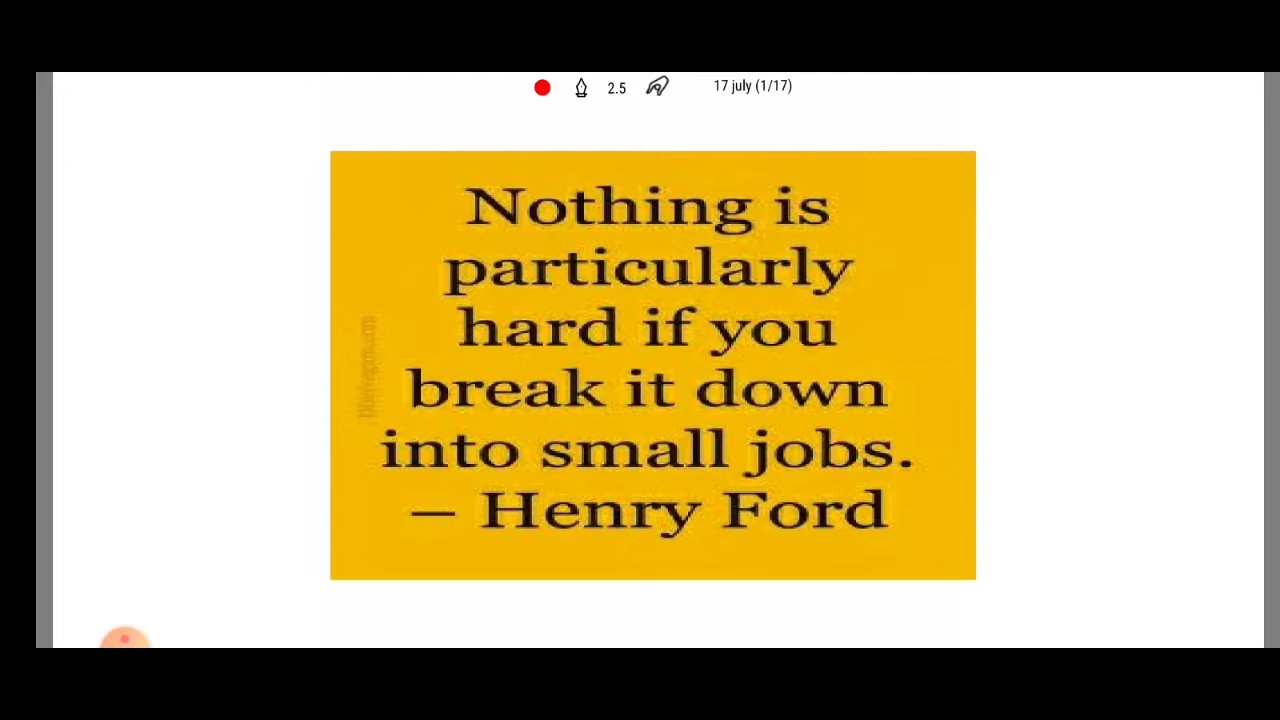 2.5 17 july (1/17)
Nothing is
particularly
hard if you
break it down
into small jobs.
– Henry Ford